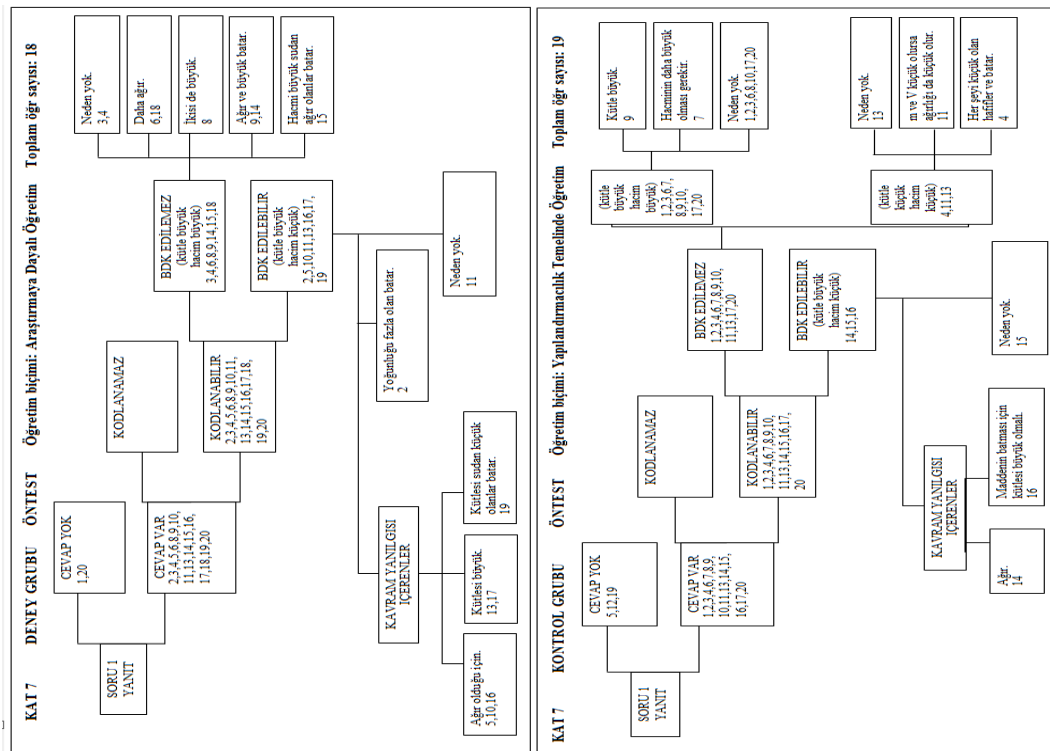 KAT 7 DENEY GRUBU ÖNTEST Öğretim biçimii: Araştırmaya Dayalı Öğretim Toplam öğr sayısı: 18
SORU 1
YANIT
CEVAP YOK
1,20
CEVAP VAR
2,3,4,5,6,8,9,10,
11,13,14,15,16,
17,18,19,20
KODLANAMAZ
KODLANABILIR
2,3,4,5,6,8,9,10,11,
13,14,15,16,17,18,
19,20
BDK EDİLEMEZ
(kütle büyük
hacim büyük)
3,4,6,8,9,14,15,18
BDK EDİLEBILIR
(kütle büyük
hacim küçük)
2,5,10,11,13,16,17,
19
Neden yok.
3,4
Daha ağır.
6,18
İkisi de büyük.
8
Ağır ve büyük batar.
9,14
Hacmi büyük sudan
ağır olanlar batar.
15
KAVRAM YANILGISI
IÇERENLER
Yoğunluğu fazla olan batar.
2
Neden yok.
11
Ağır olduğu için.
5,10,16
Kütlesi büyük.
13,17
Kütlesi sudan küçük
olanlar batar.
19
KAT 7 KONTROL GRUBU ÖNTEST Öğretim biçimi: Yapılandırmacılık Temelinde Öğretim Toplam öğr sayısı: 19
SORU 1
YANIT
CEVAP YOK
5,12,19
CEVAP VAR
1,2,3,4,6,7,8,9,
10,11,13,14,15,
16,17,20
KODLANAMAZ
KODLANABILIR
1,2,3,4,6,7,8,9,10,
11,13,14,15,16,17,
20
BDK EDİLEMEZ
1,2,3,4,6,7,8,9,10,
11,13,17,20
BDK EDİLEBİLIR
(kütle büyük
hacim küçük)
14,15,16
(kütle
büyük
hacim
büyük)
1,2,3,6,7,
8,9,10,
17,20
(kütle
küçük
hacim
küçük)
4,11,13
Kütle büyük.
9
Hacminin daha büyük
olması gerekir.
7
Neden yok.
1,2,3,6,8,10,17,20
Neden yok.
13
m ve V küçük olursa
ağırlığı da küçük olur.
11
Her şeyi küçük olan
hafifler ve batar.
4
KAVRAM YANILGISI
IÇERENLER
Neden yok.
15
Ağır.
14
Maddenin batması için
kütlesi büyük olmalı.
16